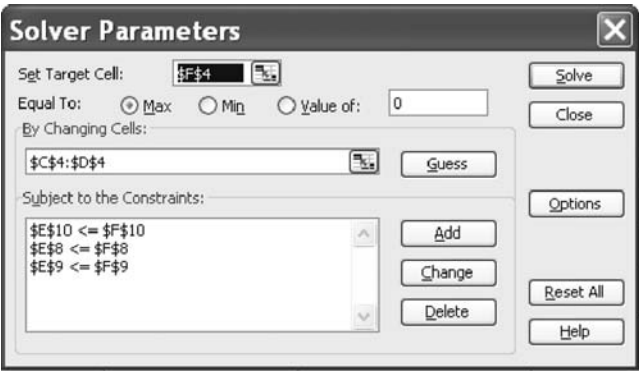 Solver Parameters
Set Target Cell: $F$4 Solve
Equal To: Max Min Value of: 0 Close
By Changing Cells:
$C$4:$D$4 Guess
Subject to the Constraints: Options
$E$10 <= $F$10 Add
$E$8 <= $F$8
$E$9 <= $F$9 Change
Reset All
Delete
Help